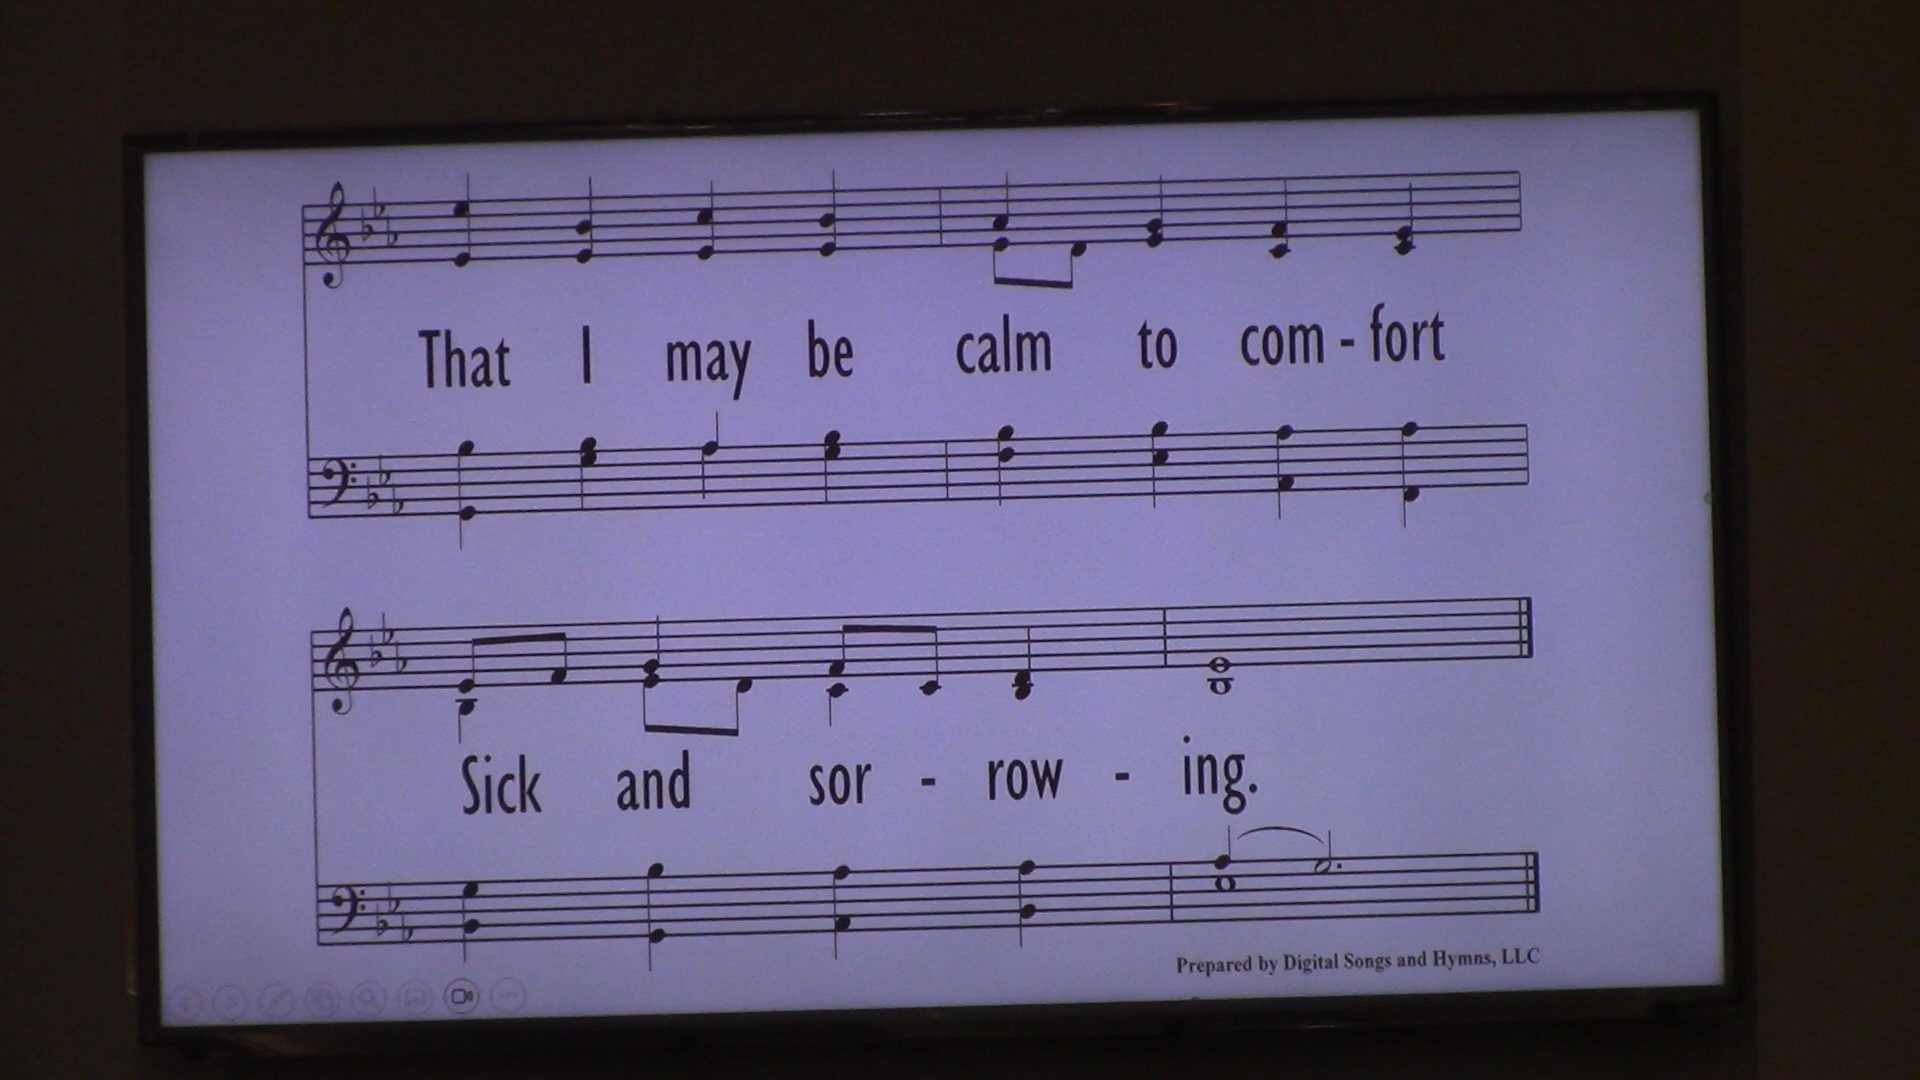 That I may be calm to com - fort
Sick and sor - row - ing.
Prepared by Digital Songs and Hymns, LLC